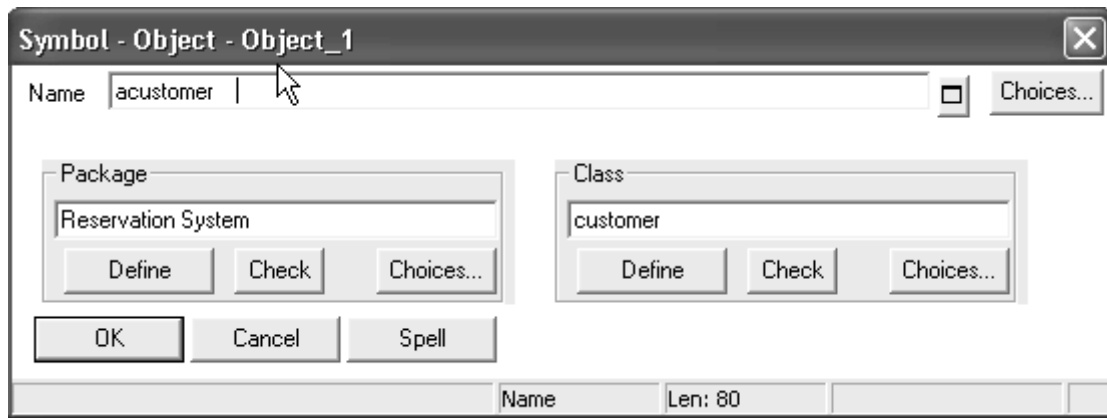 Symbol - Object - Object_1
Name acustomer Choices...
Package Class
Reservation System customer
Define Check Choices... Define Check Choices...
OK Cancel Spell
Name Len: 80